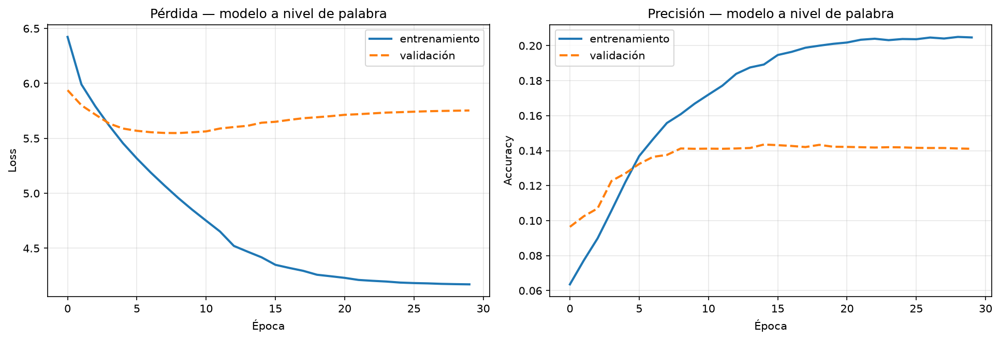 Pérdida — modelo a nivel de palabra
6.5
6.0
5.5
5.0
4.5
Loss
entrenamiento
validación
0 5 10 15 20 25 30
Época
Precisión — modelo a nivel de palabra
0.20
0.18
0.16
0.14
0.12
0.10
0.08
0.06
Accuracy
entrenamiento
validación
0 5 10 15 20 25 30
Época